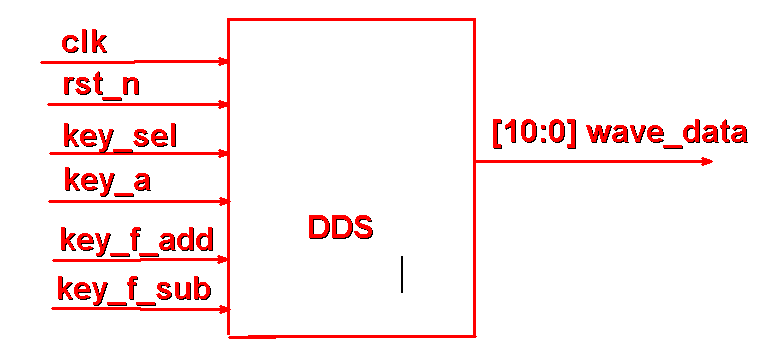 clk
rst_n
key_sel
key_a
key_f_add
key_f_sub
DDS
[10:0] wave_data